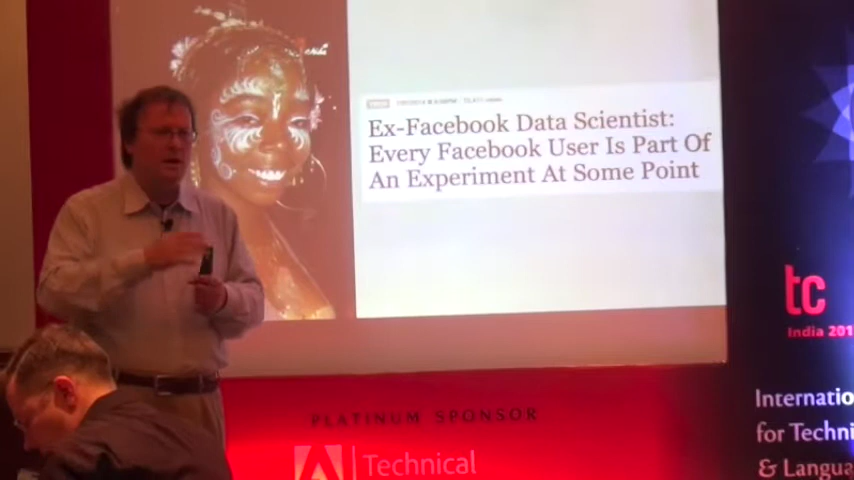 Ex-Facebook Data Scientist:
Every Facebook User Is Part Of
An Experiment At Some Point
tc
India 201
PLATINUM SPONSOR
Technical
Internatio
for Techni
& Langua